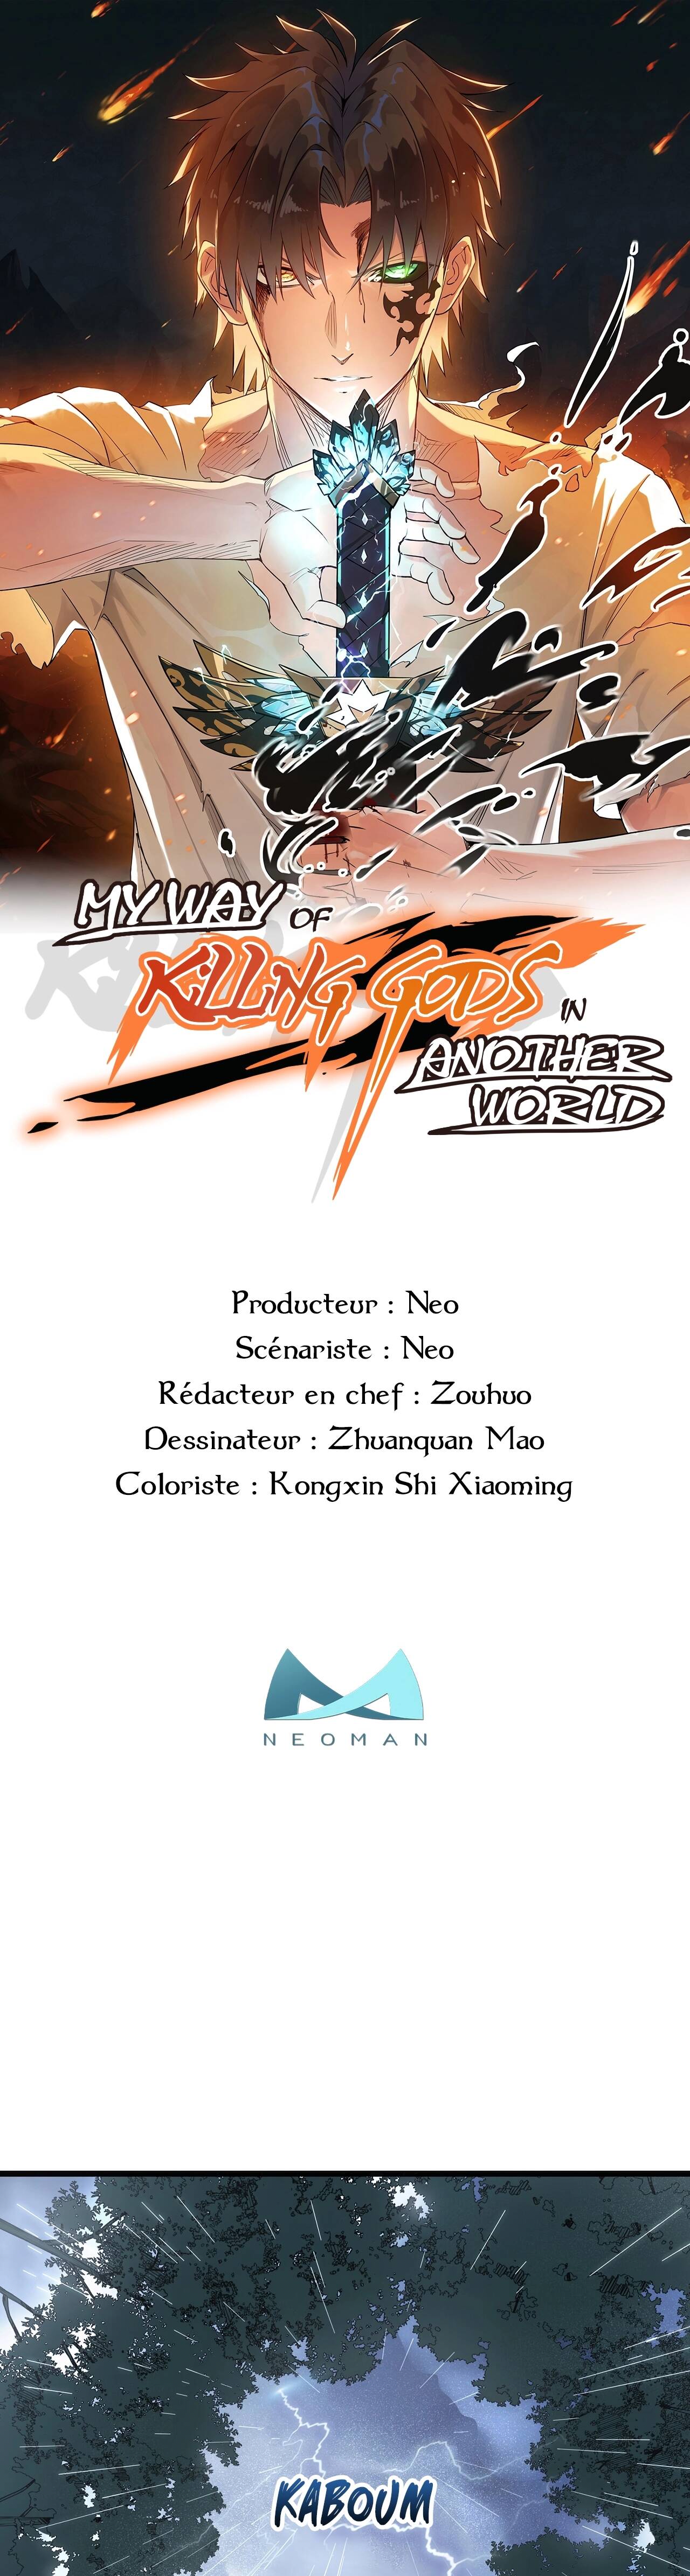 MY WAY OF
KILLING GODS IN
ANOTHER
WORLD
Producteur : Neo
Scénariste : Neo
Rédacteur en chef : Zouhuo
Dessinateur : Zhuanquan Mao
Coloriste : Kongxin Shi Xiaoming
NEOMAN
KABOUM